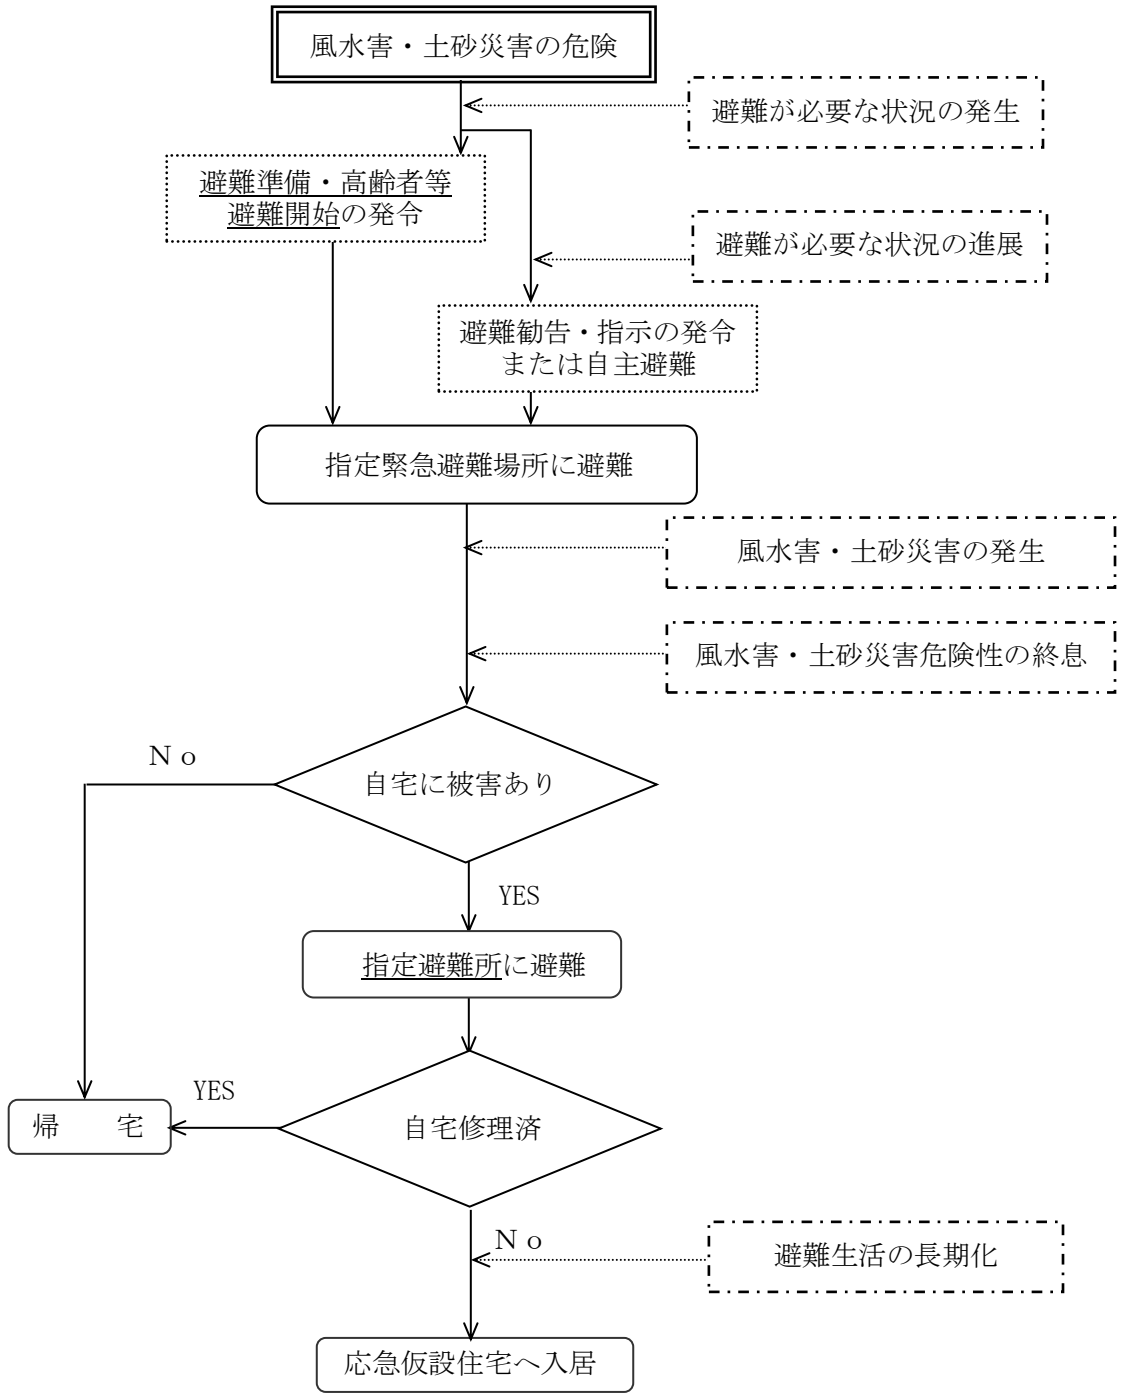 風水害・土砂災害の危険
避難が必要な状況の発生
避難準備・高齢者等
避難開始の発令
避難が必要な状況の進展
避難勧告・指示の発令
または自主避難
指定緊急避難場所に避難
風水害・土砂災害の発生
風水害・土砂災害危険性の終息
Ｎｏ
自宅に被害あり
YES
指定避難所に避難
YES
帰　　宅
自宅修理済
Ｎｏ
避難生活の長期化
応急仮設住宅へ入居